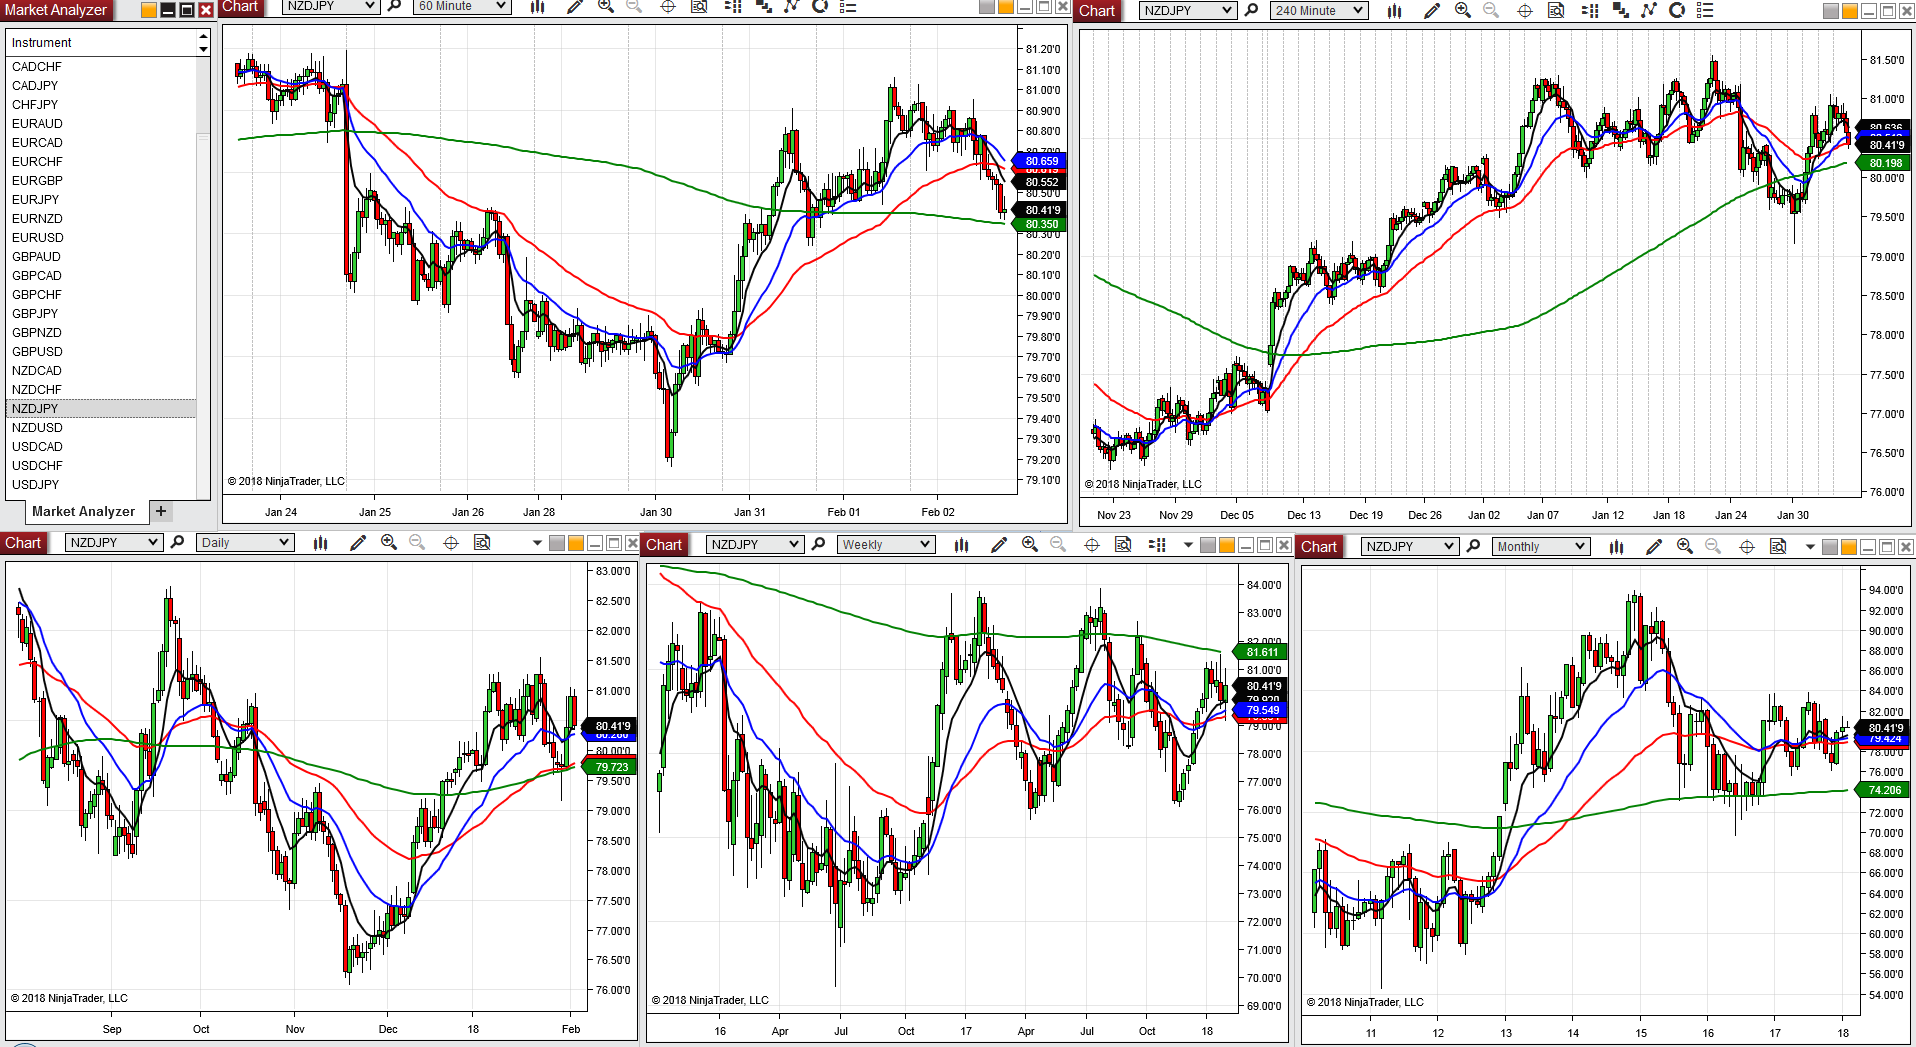 Market Analyzer
Instrument
CADCHF
CADJPY
CHFJPY
EURAUD
EURCAD
EURCHF
EURGBP
EURJPY
EURNZD
EURUSD
GBPAUD
GBPCAD
GBPCHF
GBPJPY
GBPNZD
GBPUSD
NZDCAD
NZDCHF
NZDJPY
NZDUSD
USDCAD
USDCHF
USDJPY
Market Analyzer +
Chart NZDJPY 60 Minute
81.20'0
81.10'0
81.00'0
80.90'0
80.80'0
80.659
80.552
80.50'0
80.41'9
80.350
80.30'0
80.20'0
80.10'0
80.00'0
79.90'0
79.80'0
79.70'0
79.60'0
79.50'0
79.40'0
79.30'0
79.20'0
79.10'0
© 2018 NinjaTrader, LLC
Jan 24 Jan 25 Jan 26 Jan 28 Jan 30 Jan 31 Feb 01 Feb 02
Chart NZDJPY 240 Minute
81.50'0
81.00'0
80.636
80.41'9
80.198
80.00'0
79.50'0
79.00'0
78.50'0
78.00'0
77.50'0
77.00'0
76.50'0
76.00'0
© 2018 NinjaTrader, LLC
Nov 23 Nov 29 Dec 05 Dec 13 Dec 19 Dec 26 Jan 02 Jan 07 Jan 12 Jan 18 Jan 24 Jan 30
Chart NZDJPY Daily
83.00'0
82.50'0
82.00'0
81.50'0
81.00'0
80.41'9
80.00'0
79.723
79.50'0
79.00'0
78.50'0
78.00'0
77.50'0
77.00'0
76.50'0
76.00'0
© 2018 NinjaTrader, LLC
Sep Oct Nov Dec 18 Feb
Chart NZDJPY Weekly
84.00'0
83.00'0
82.00'0
81.611
81.00'0
80.41'9
79.549
79.00'0
78.00'0
77.00'0
76.00'0
75.00'0
74.00'0
73.00'0
72.00'0
71.00'0
70.00'0
69.00'0
© 2018 NinjaTrader, LLC
16 Apr Jul Oct 17 Apr Jul Oct 18
Chart NZDJPY Monthly
94.00'0
92.00'0
90.00'0
88.00'0
86.00'0
84.00'0
82.00'0
80.41'9
79.424
78.00'0
76.00'0
74.206
72.00'0
70.00'0
68.00'0
66.00'0
64.00'0
62.00'0
60.00'0
58.00'0
56.00'0
54.00'0
© 2018 NinjaTrader, LLC
11 12 13 14 15 16 17 18